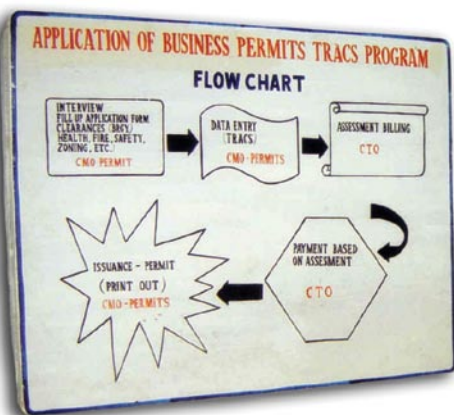 APPLICATION OF BUSINESS PERMITS TRACS PROGRAM
FLOW CHART
INTERVIEW
FILL UP APPLICATION FORM
CLEARANCES (BRGY)
HEALTH, FIRE, SAFETY,
ZONING, ETC.)
CMO PERMIT
DATA ENTRY
(TRACS)
CMO-PERMITS
ASSESSMENT BILLING
CTO
PAYMENT BASED
ON ASSESMENT
CTO
ISSUANCE - PERMIT
(PRINT OUT)
CMO-PERMITS